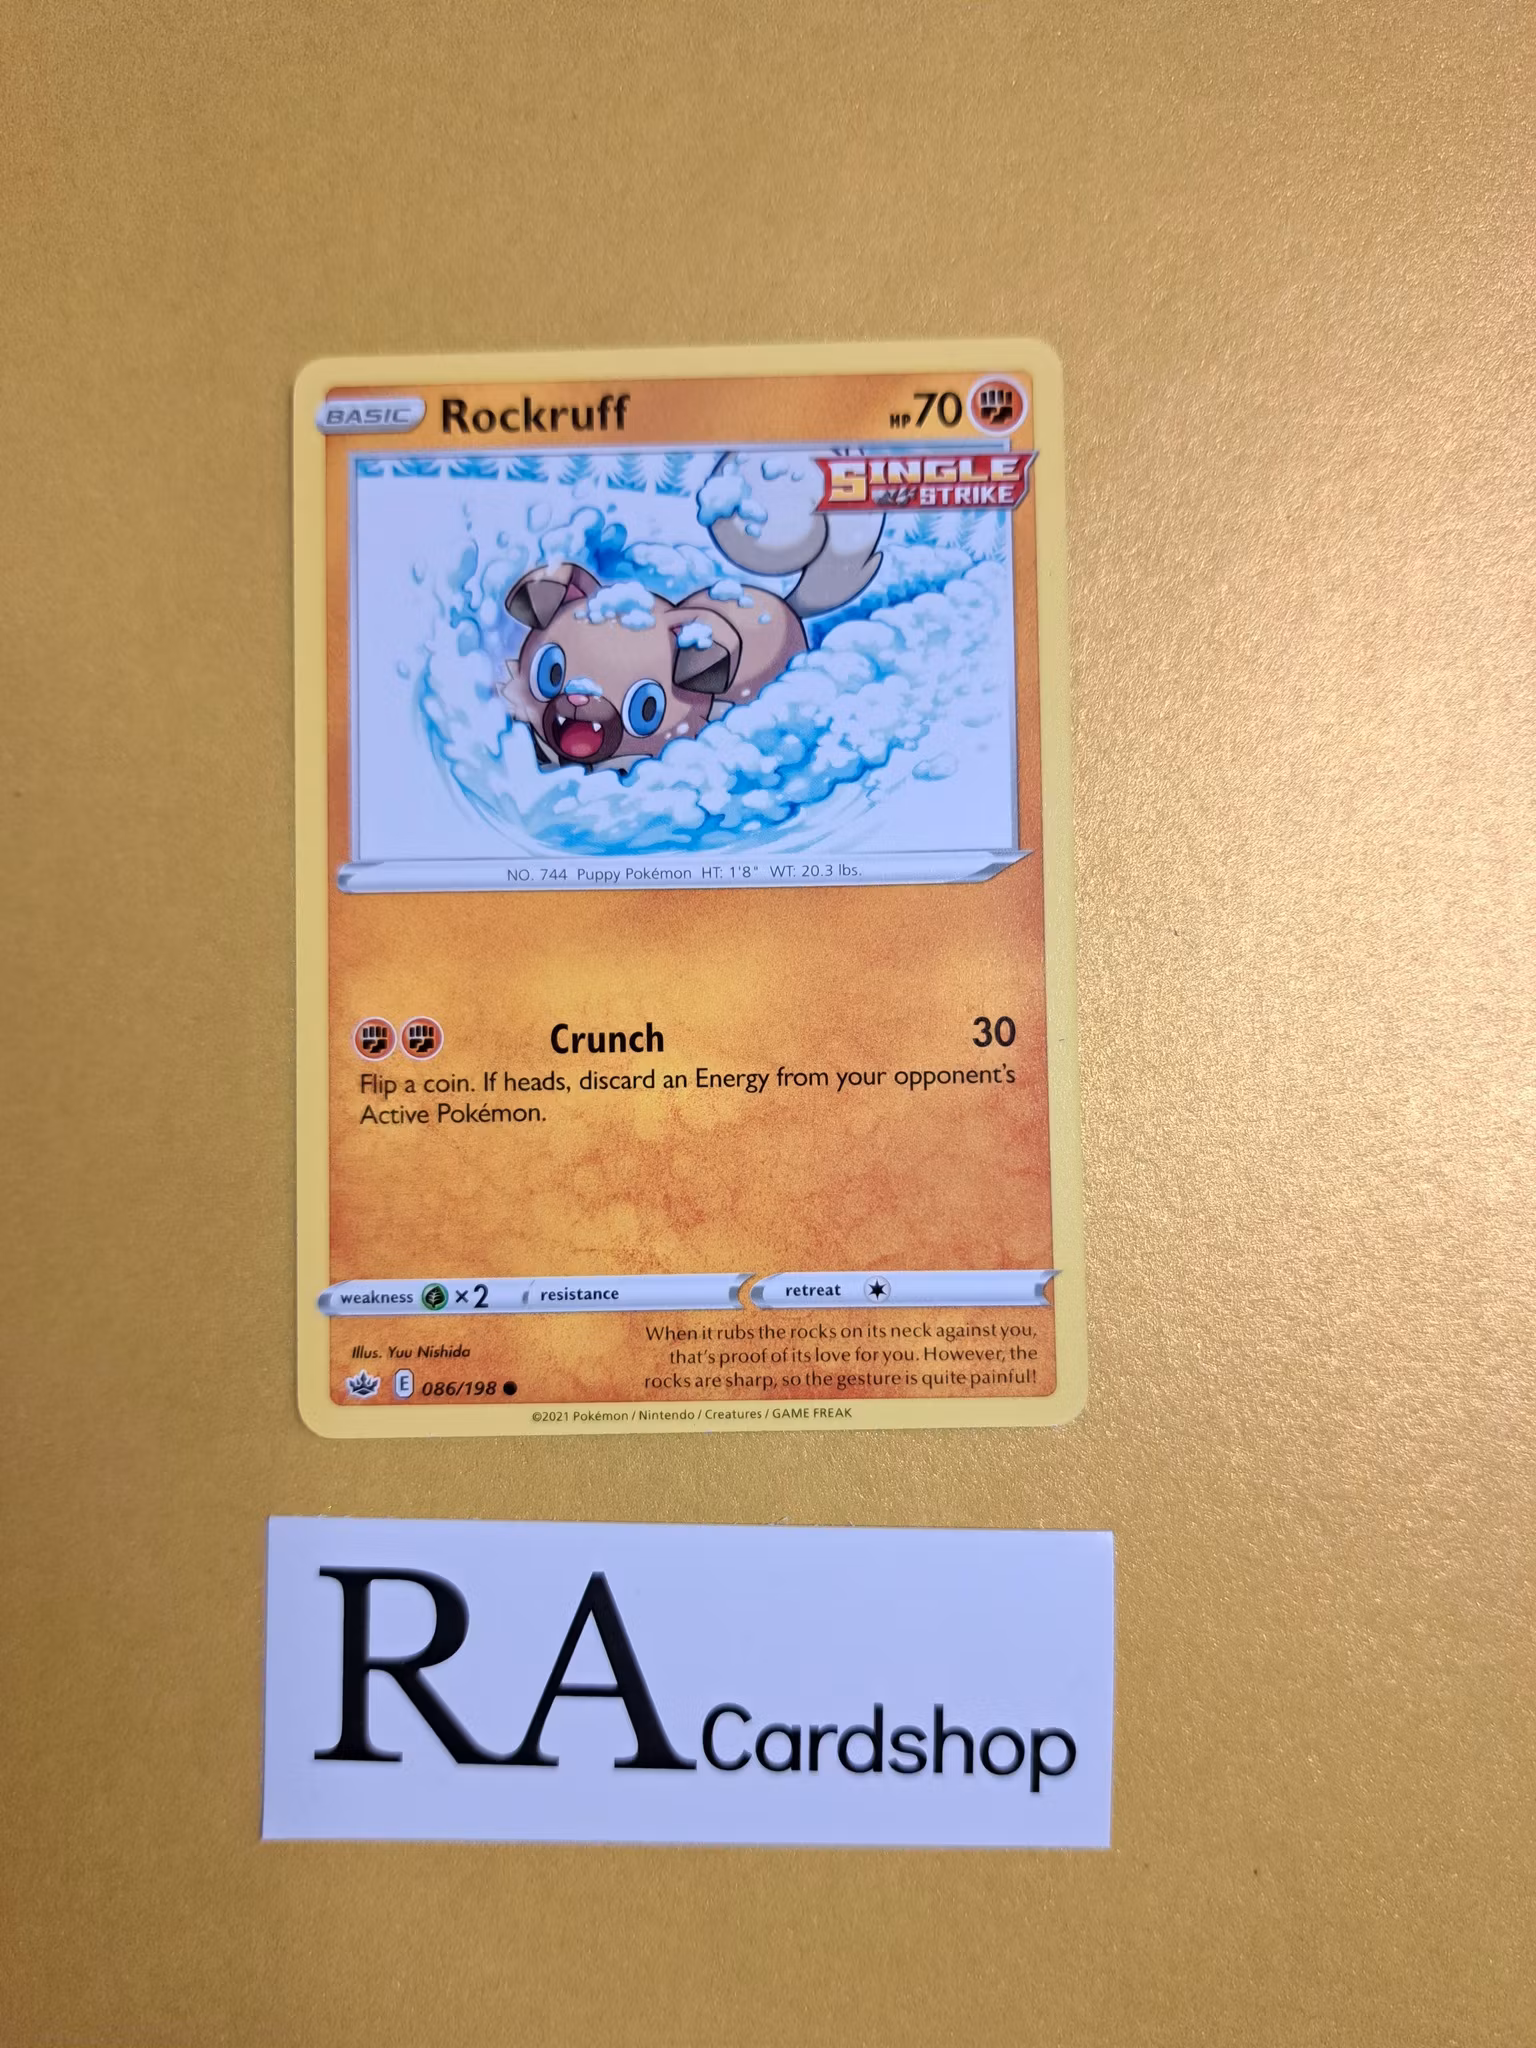 BASIC Rockruff HP 70
SINGLE
STRIKE
NO. 744 Puppy Pokémon HT: 1'8" WT: 20.3 lbs.
Crunch 30
Flip a coin. If heads, discard an Energy from your opponent's
Active Pokémon.
weakness ×2 resistance retreat
Illus. Yuu Nishida
When it rubs the rocks on its neck against you,
that's proof of its love for you. However, the
rocks are sharp, so the gesture is quite painful!
E 086/198
©2021 Pokémon / Nintendo / Creatures / GAME FREAK
RA Cardshop